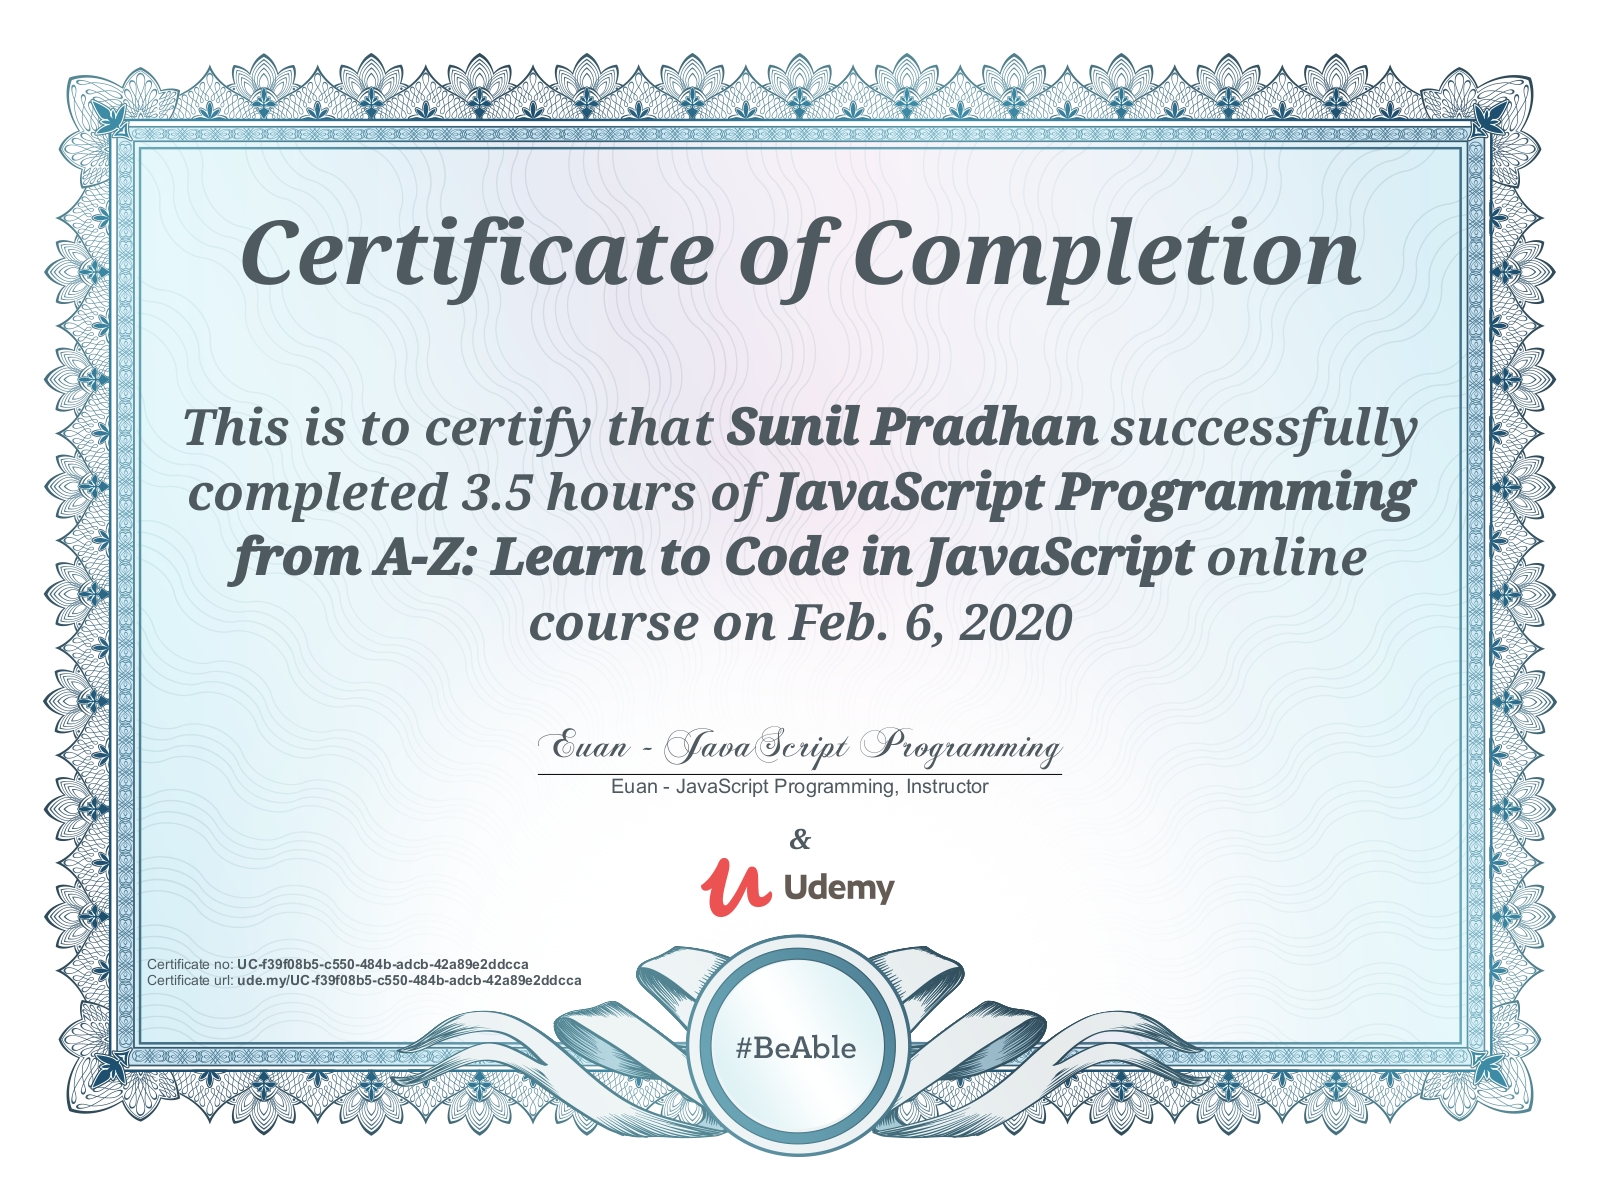 Certificate of Completion
This is to certify that Sunil Pradhan successfully
completed 3.5 hours of JavaScript Programming
from A-Z: Learn to Code in JavaScript online
course on Feb. 6, 2020
Euan - JavaScript Programming
Euan - JavaScript Programming, Instructor
&
Udemy
Certificate no: UC-f39f08b5-c550-484b-adcb-42a89e2ddcca
Certificate url: ude.my/UC-f39f08b5-c550-484b-adcb-42a89e2ddcca
#BeAble